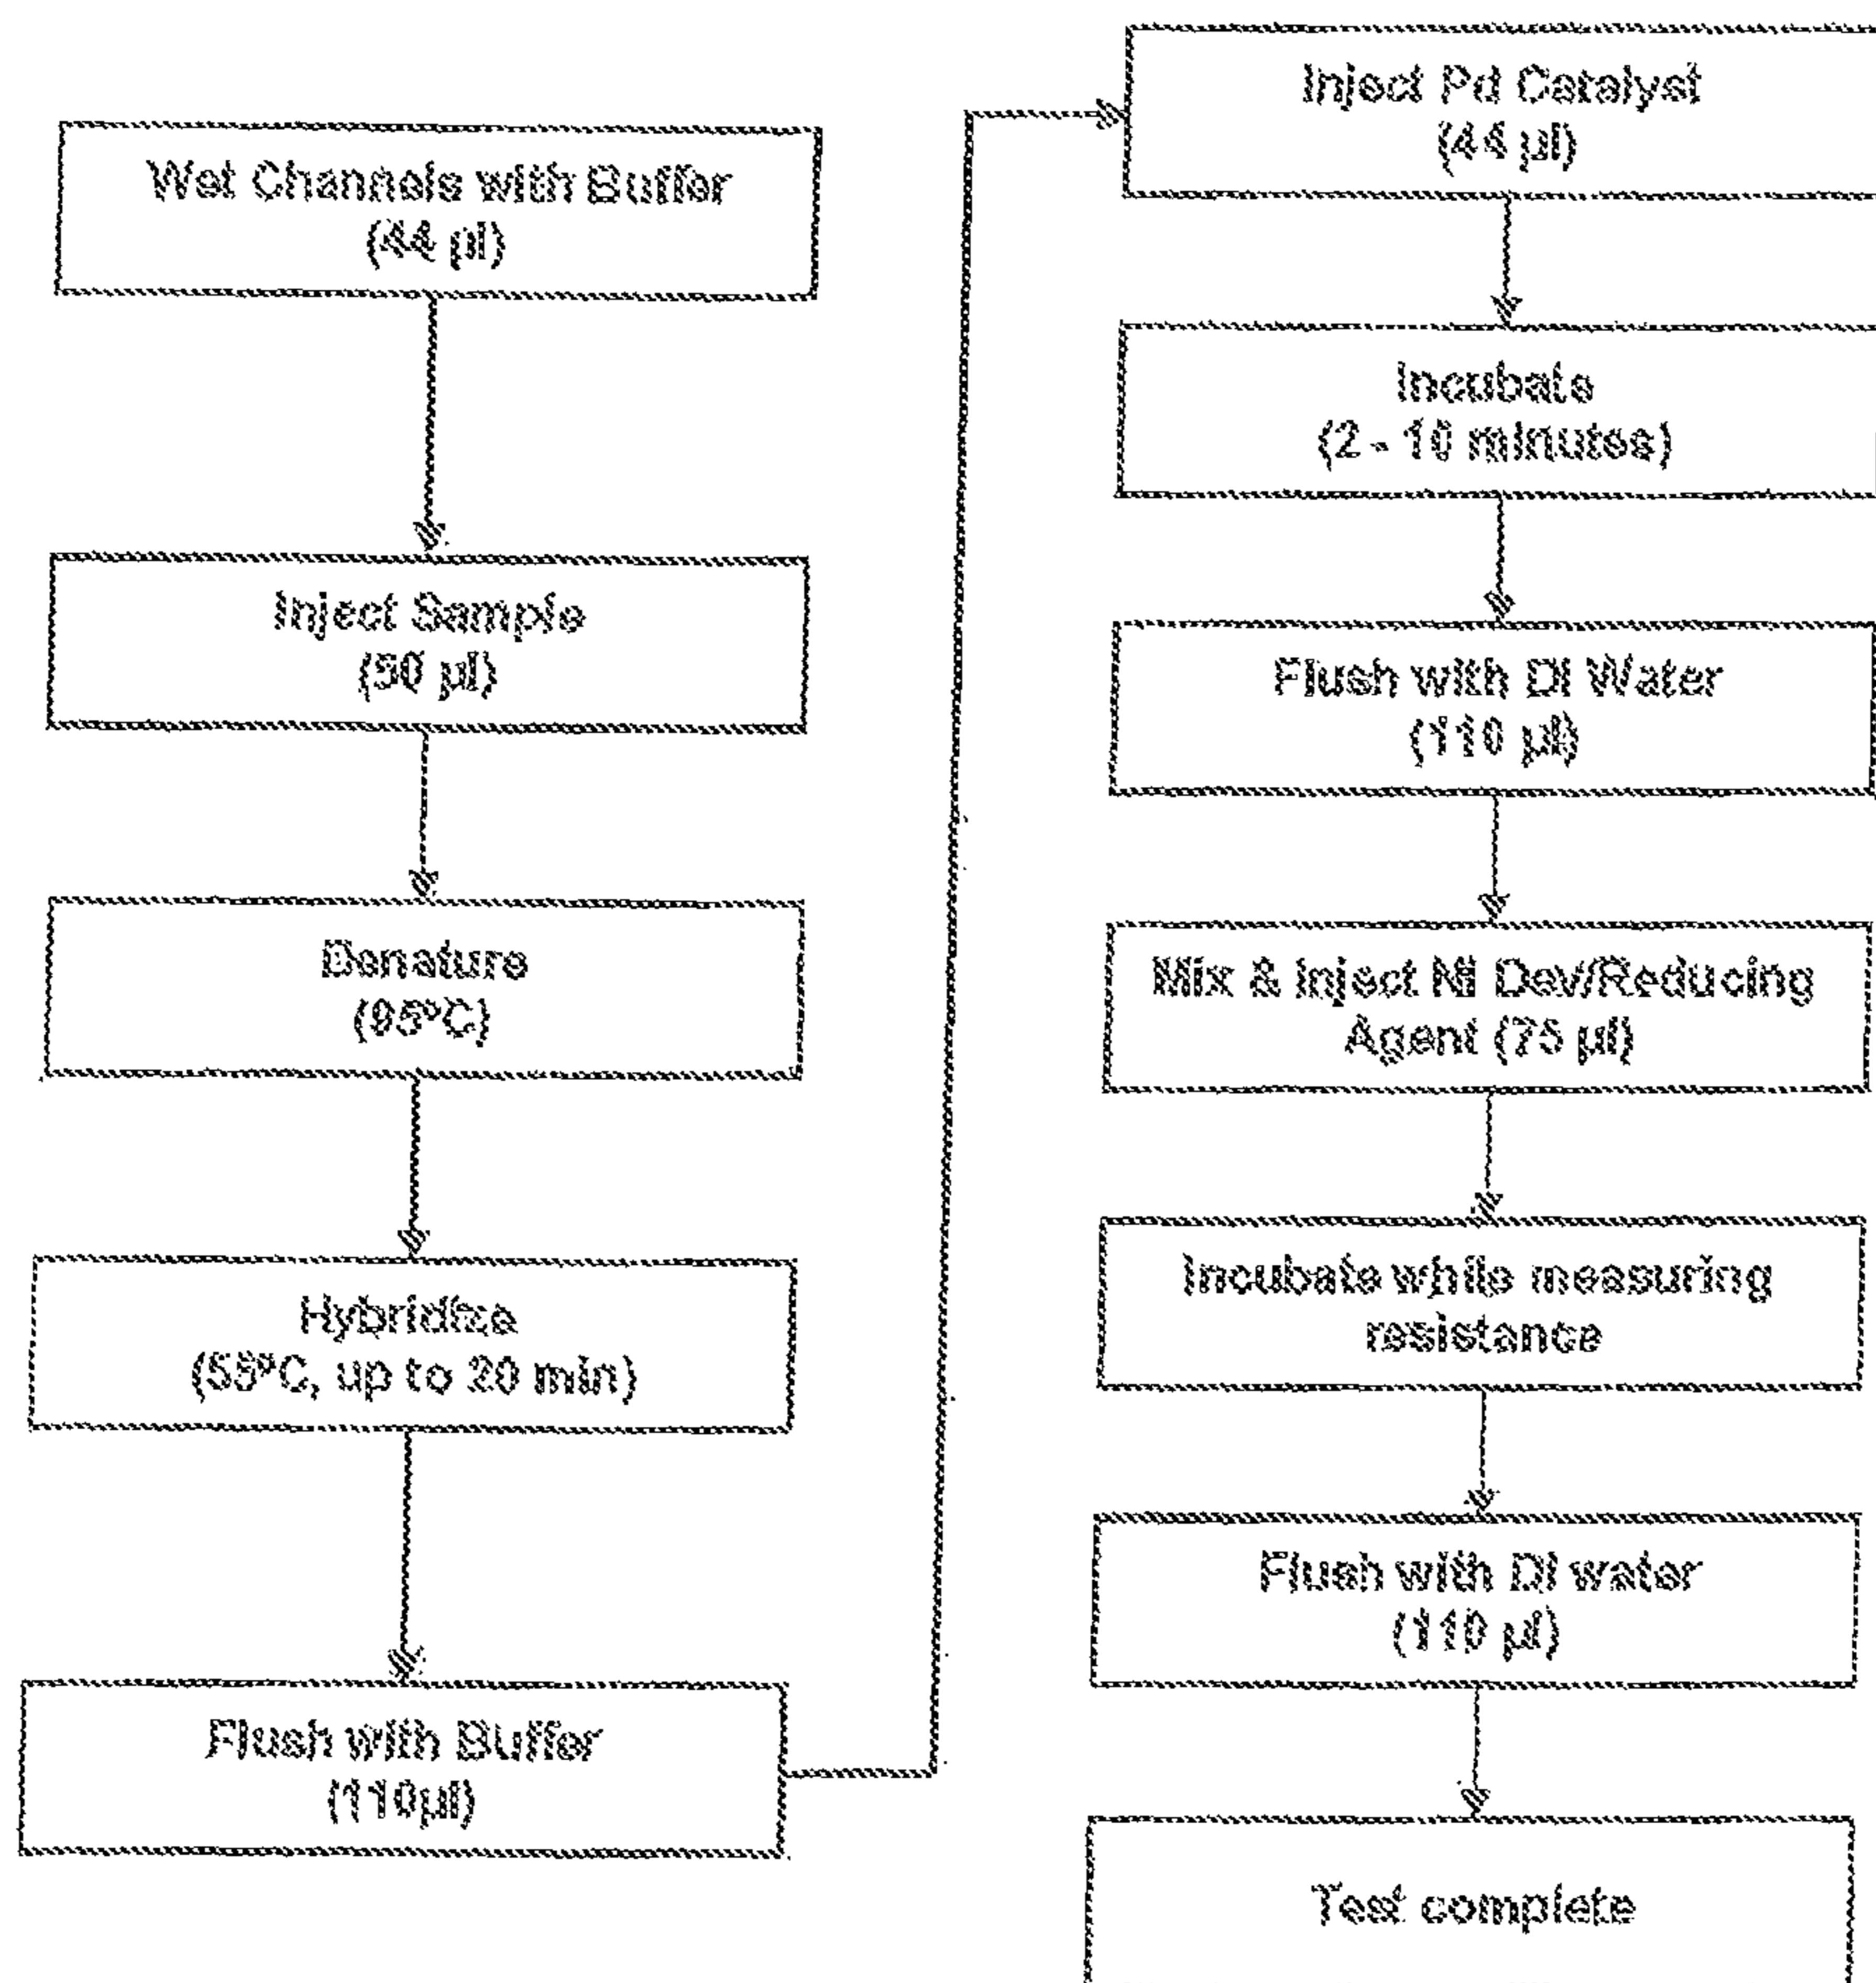 Wet Channels with Buffer
(44 µl)
Inject Sample
(50 µl)
Denature
(95ºC)
Hybridize
(55ºC, up to 20 min)
Flush with Buffer
(110µl)
Inject Pd Catalyst
(44 µl)
Incubate
(2 - 10 minutes)
Flush with DI Water
(110 µl)
Mix & Inject Ni Dev/Reducing
Agent (75 µl)
Incubate while measuring
resistance
Flush with DI water
(110 µl)
Test complete